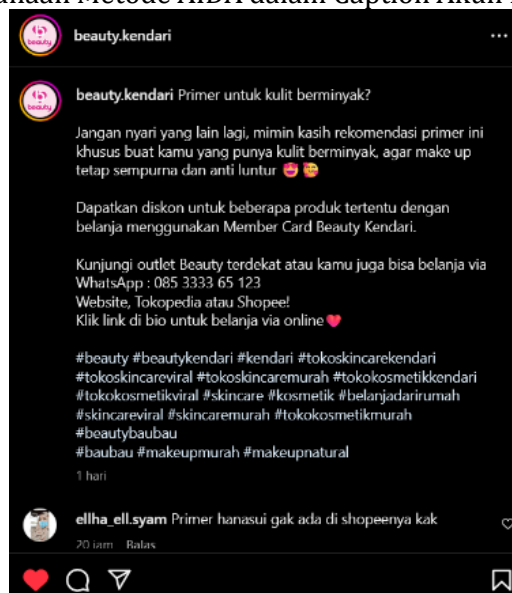 dalam Caption Akun
beauty.kendari
beauty.kendari Primer untuk kulit berminyak?
Jangan nyari yang lain lagi, mimin kasih rekomendasi primer ini
khusus buat kamu yang punya kulit berminyak, agar make up
tetap sempurna dan anti luntur 🤩 🥰
Dapatkan diskon untuk beberapa produk tertentu dengan
belanja menggunakan Member Card Beauty Kendari.
Kunjungi outlet Beauty terdekat atau kamu juga bisa belanja via
WhatsApp : 085 3333 65 123
Website, Tokopedia atau Shopee!
Klik link di bio untuk belanja via online ❤️
#beauty #beautykendari #kendari #tokoskincarekendari
#tokoskincareviral #tokoskincaremurah #tokokosmetikkendari
#tokokosmetikviral #skincare #kosmetik #belanjadarirumah
#skincareviral #skincaremurah #tokokosmetikmurah
#beautybaubau
#baubau #makeupmurah #makeupnatural
1 hari
ellha_ell.syam Primer hanasui gak ada di shopeenya kak
20 jam Balas